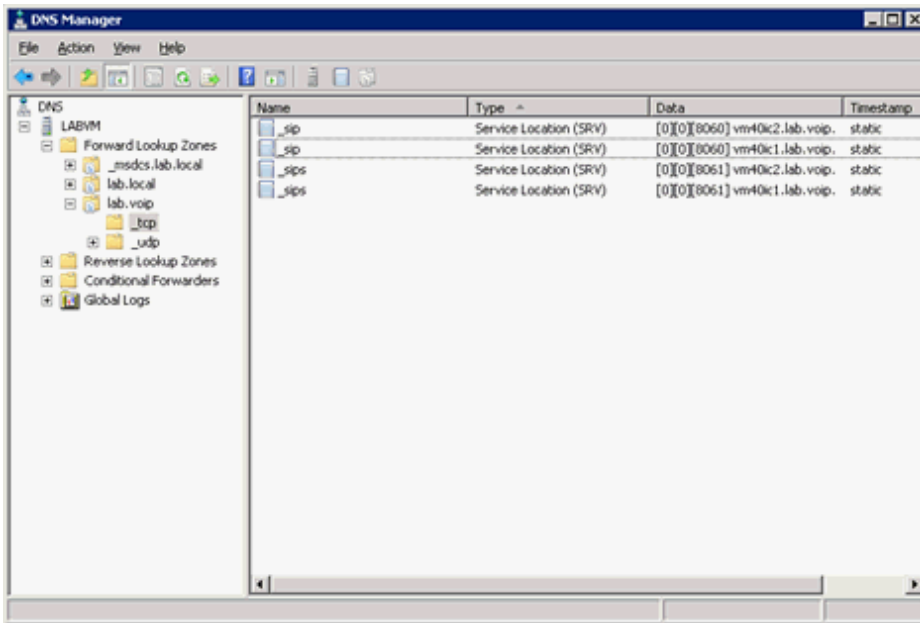 DNS Manager
File Action View Help
DNS
LABVM
Forward Lookup Zones
_msdcs.lab.local
lab.local
lab.voip
_tcp
_udp
Reverse Lookup Zones
Conditional Forwarders
Global Logs
Name Type Data Timestamp
_sip Service Location (SRV) [0][0][8060] vm40ic2.lab.voip. static
_sip Service Location (SRV) [0][0][8060] vm40ic1.lab.voip. static
_sips Service Location (SRV) [0][0][8061] vm40ic2.lab.voip. static
_sips Service Location (SRV) [0][0][8061] vm40ic1.lab.voip. static